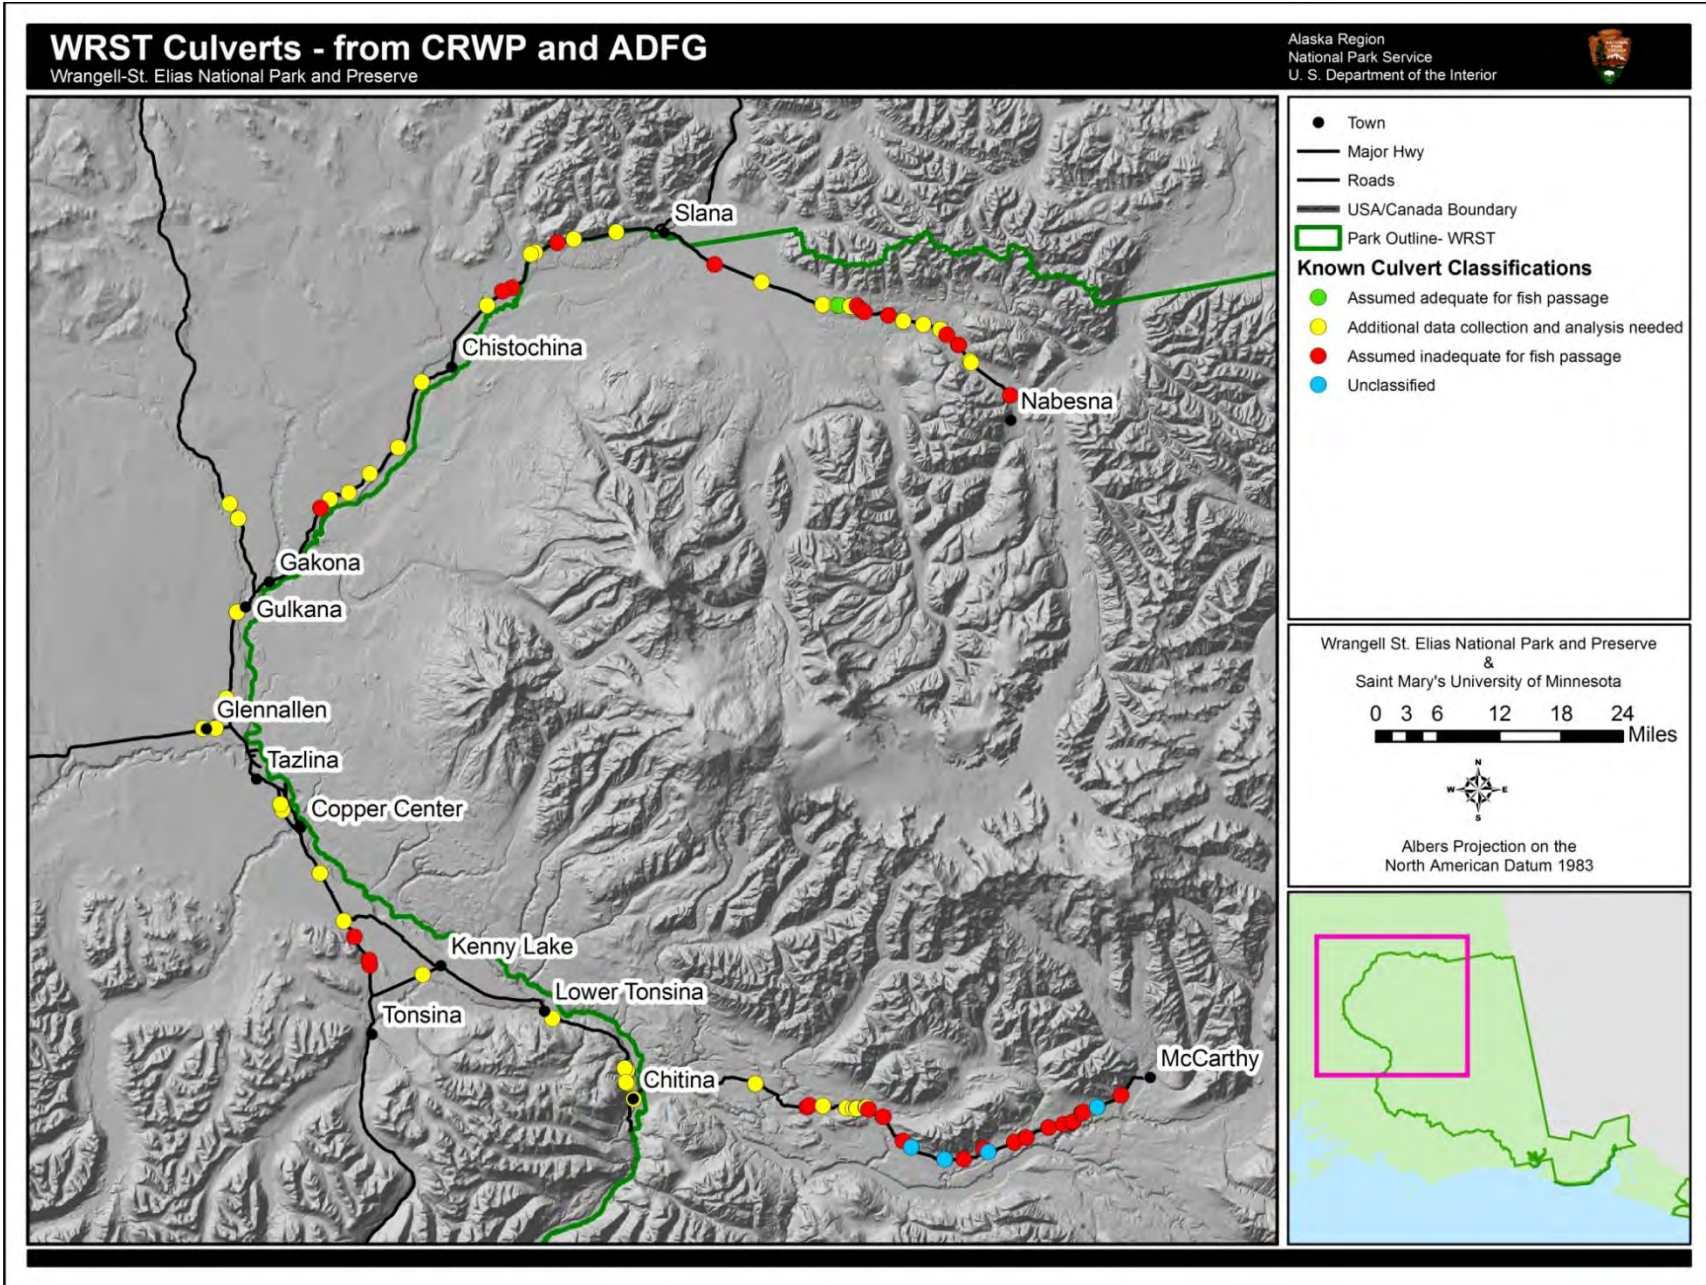 WRST Culverts - from CRWP and ADFG
Wrangell-St. Elias National Park and Preserve
Alaska Region
National Park Service
U. S. Department of the Interior
Slana
Chistochina
Nabesna
Gakona
Gulkana
Glennallen
Tazlina
Copper Center
Kenny Lake
Lower Tonsina
Tonsina
Chitina
McCarthy
Town
Major Hwy
Roads
USA/Canada Boundary
Park Outline- WRST
Known Culvert Classifications
Assumed adequate for fish passage
Additional data collection and analysis needed
Assumed inadequate for fish passage
Unclassified
Wrangell St. Elias National Park and Preserve
&
Saint Mary's University of Minnesota
0 3 6 12 18 24
Miles
N
W E
S
Albers Projection on the
North American Datum 1983